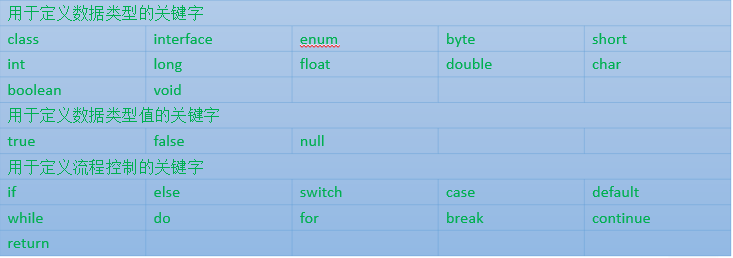 用于定义数据类型的关键字
class interface enum byte short
int long float double char
boolean void
用于定义数据类型值的关键字
true false null
用于定义流程控制的关键字
if else switch case default
while do for break continue
return